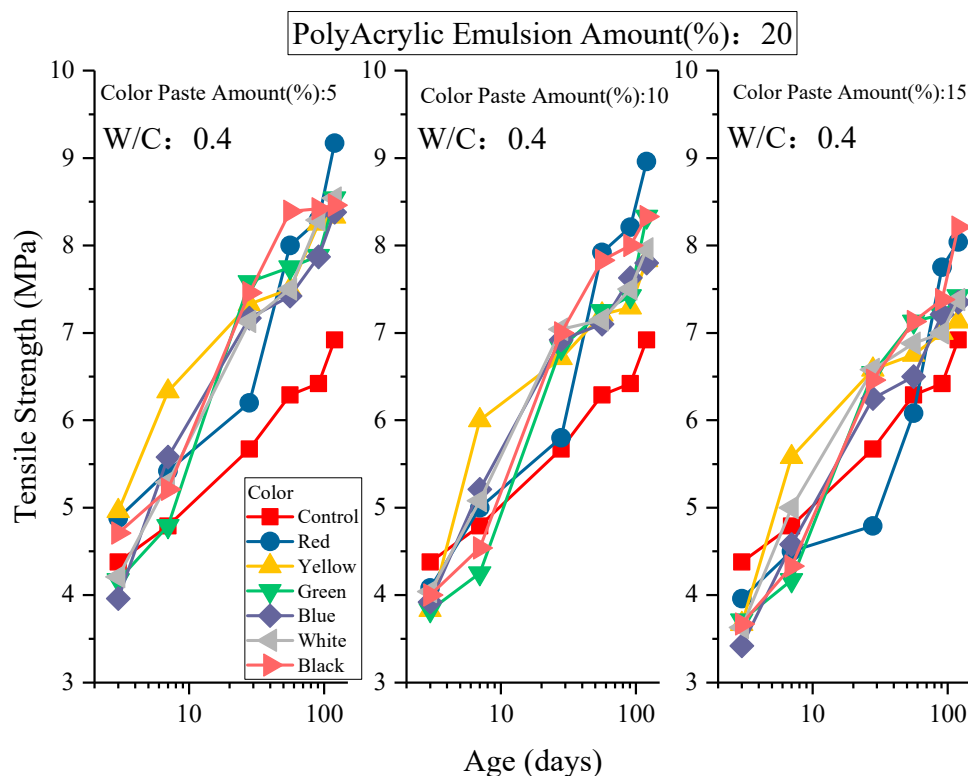 PolyAcrylic Emulsion Amount(%)：20
Color Paste Amount(%):5
W/C：0.4
Color Paste Amount(%):10
W/C：0.4
Color Paste Amount(%):15
W/C：0.4
Tensile Strength (MPa)
10
9
8
7
6
5
4
3
Color
Control
Red
Yellow
Green
Blue
White
Black
10
9
8
7
6
5
4
3
10
9
8
7
6
5
4
3
10 100
10 100
10 100
Age (days)